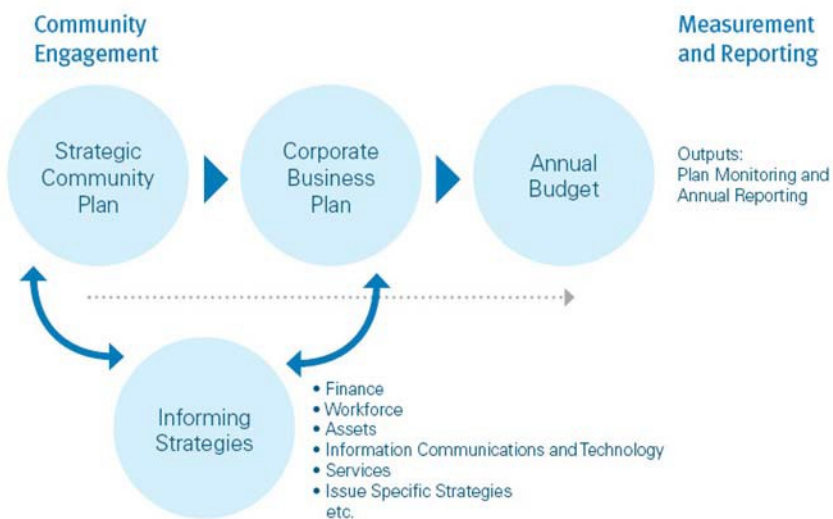 Community
Engagement
Measurement
and Reporting
Strategic
Community
Plan
Corporate
Business
Plan
Annual
Budget
Outputs:
Plan Monitoring and
Annual Reporting
Informing
Strategies
• Finance
• Workforce
• Assets
• Information Communications and Technology
• Services
• Issue Specific Strategies
etc.